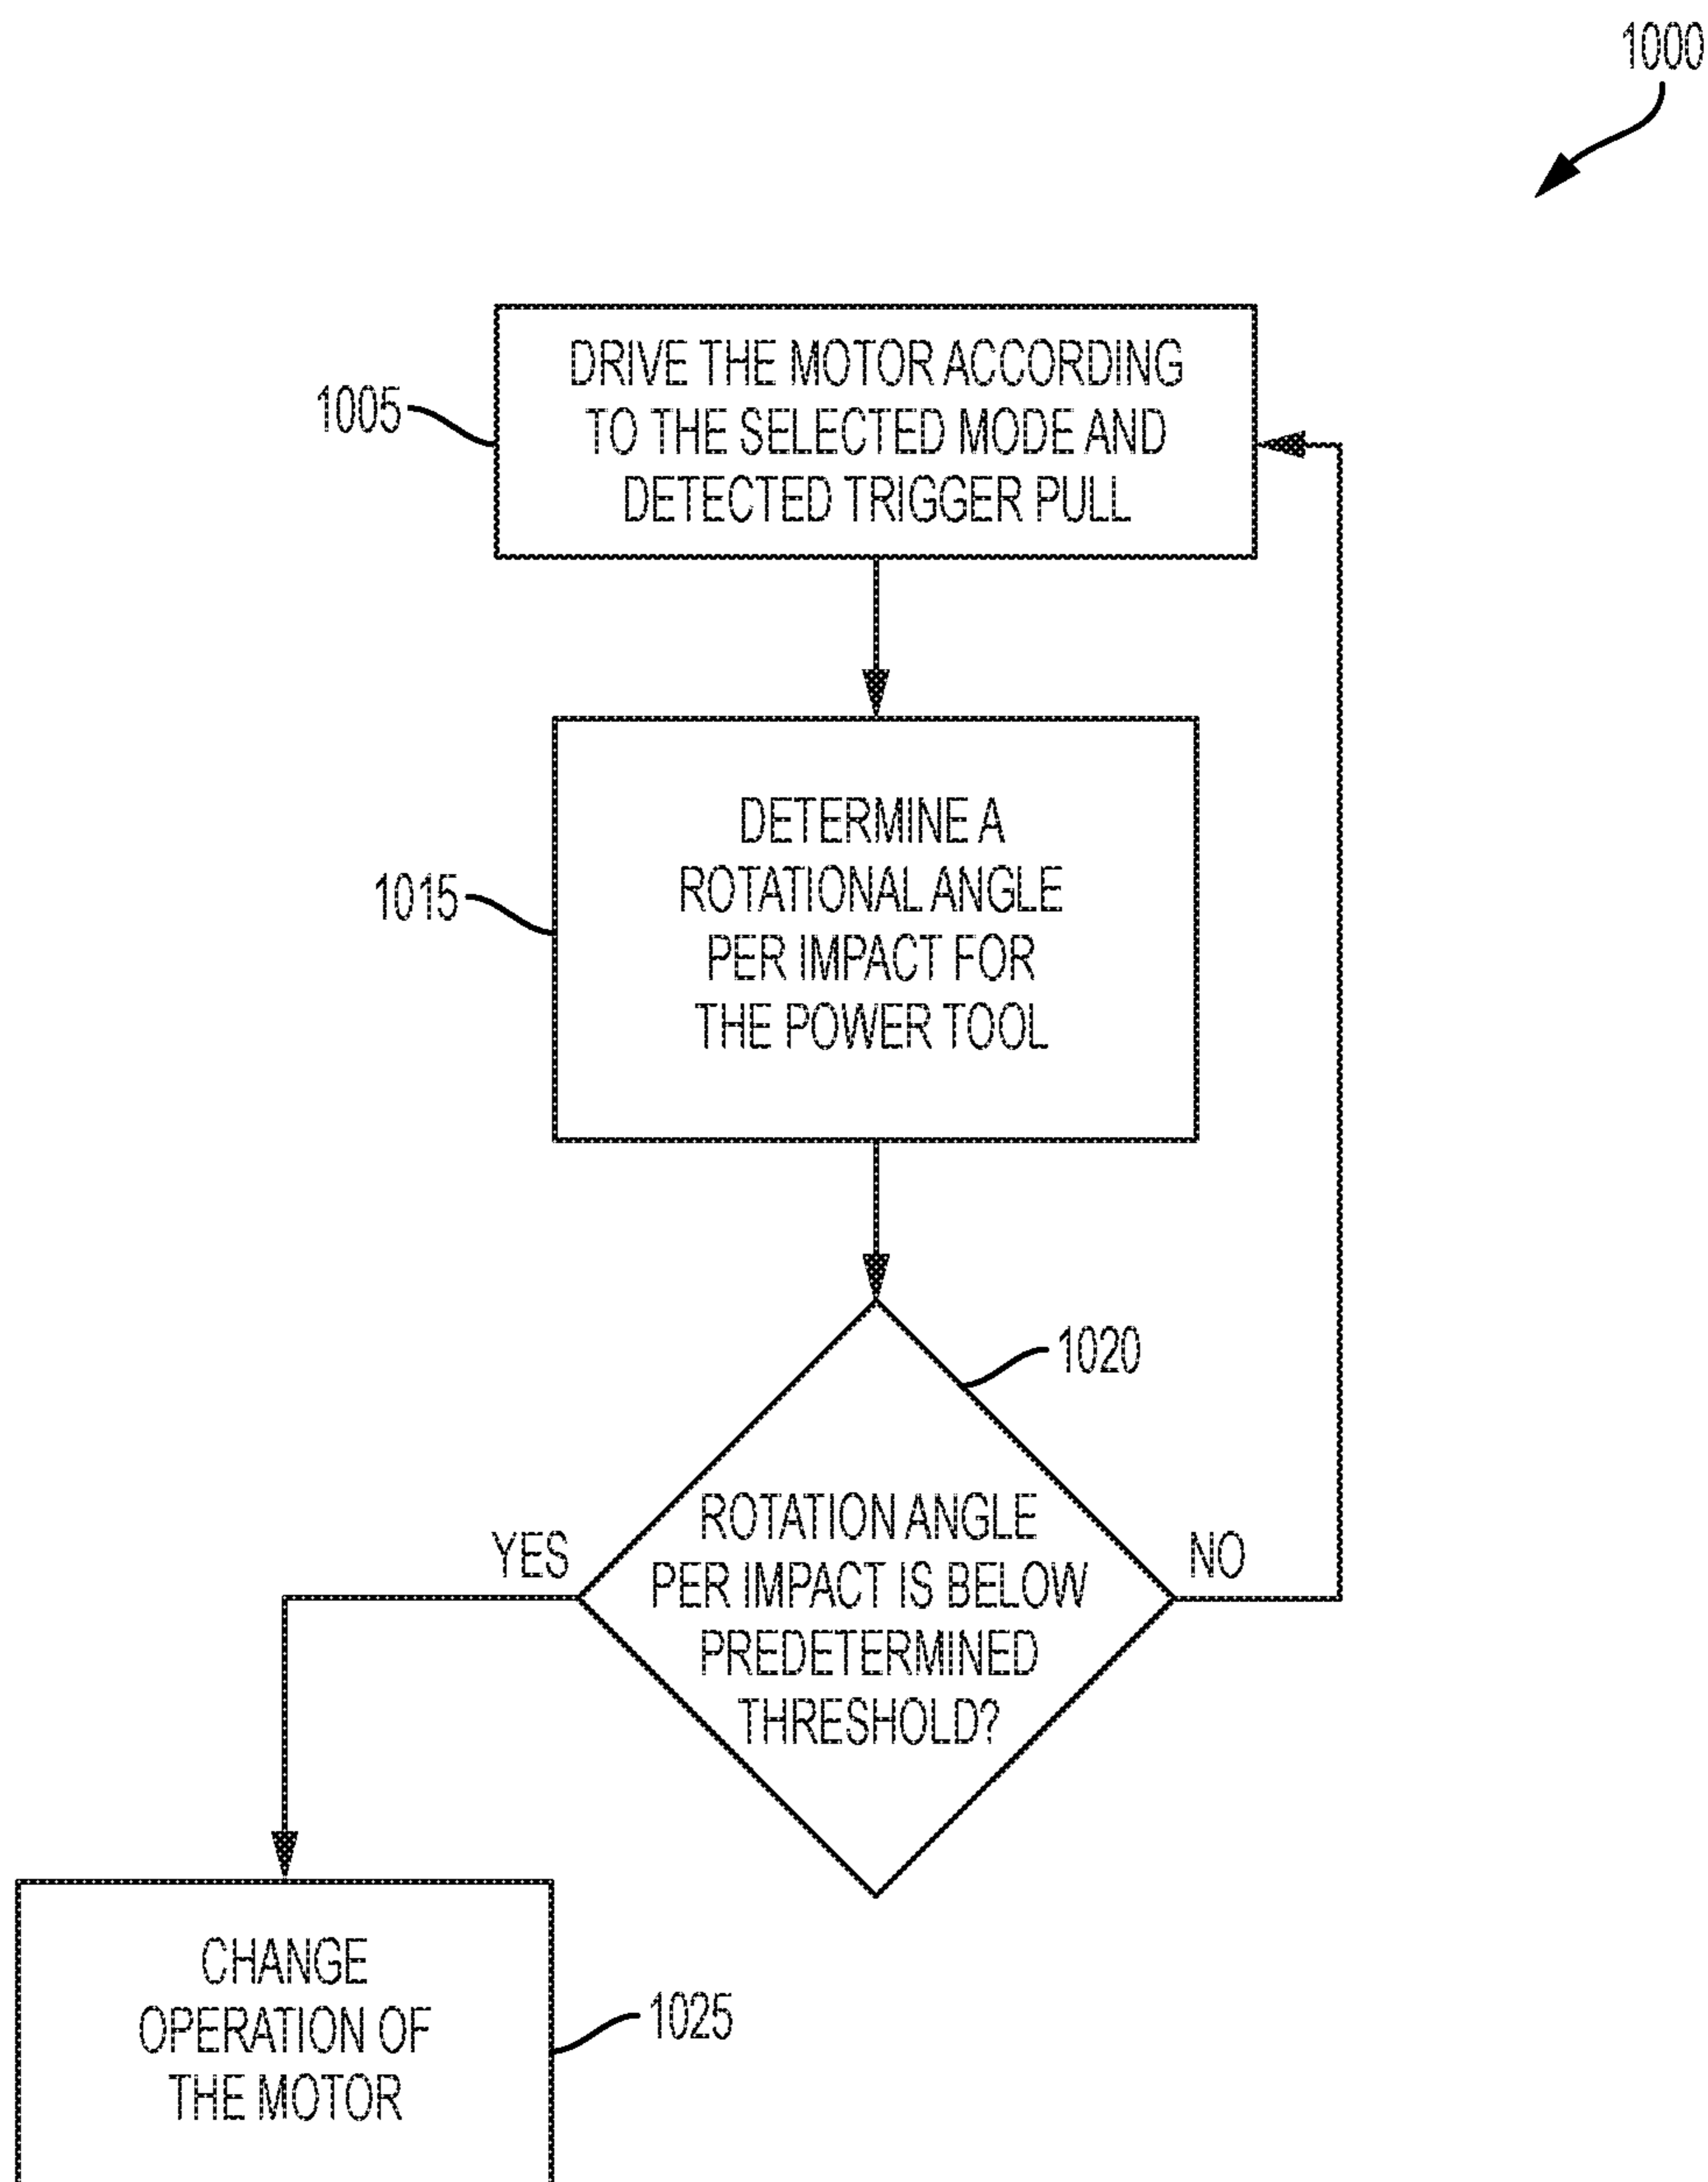 1000
1005
DRIVE THE MOTOR ACCORDING
TO THE SELECTED MODE AND
DETECTED TRIGGER PULL
1015
DETERMINE A
ROTATIONAL ANGLE
PER IMPACT FOR
THE POWER TOOL
1020
ROTATION ANGLE
PER IMPACT IS BELOW
PREDETERMINED
THRESHOLD?
YES
NO
CHANGE
OPERATION OF
THE MOTOR
1025